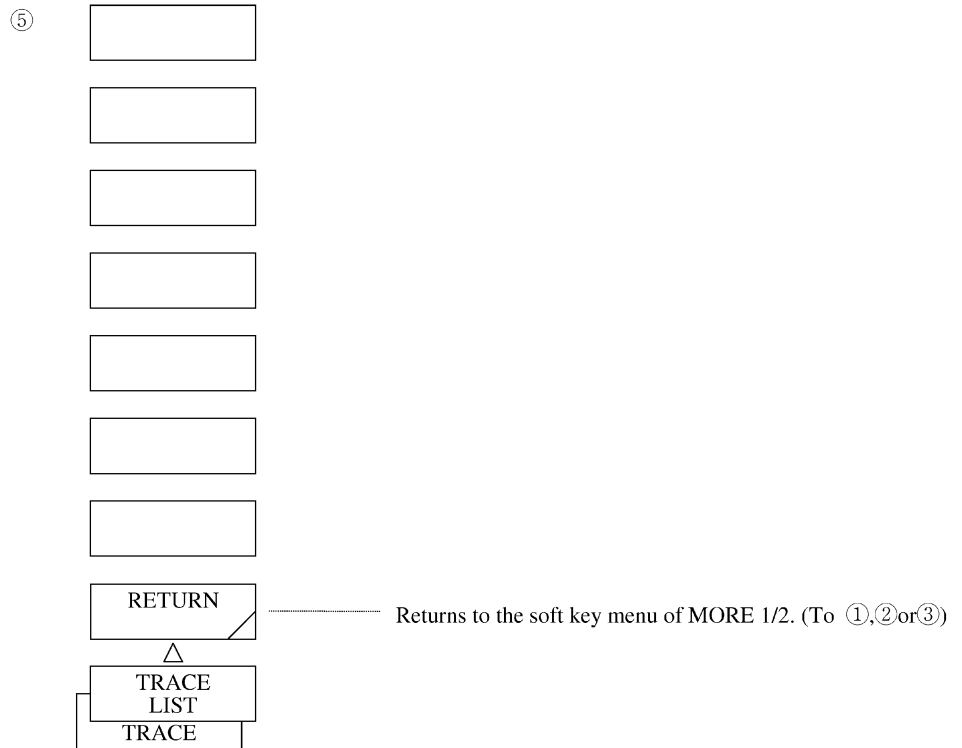 ⑤
RETURN
Returns to the soft key menu of MORE 1/2. (To ①,②or③)
TRACE
LIST
TRACE